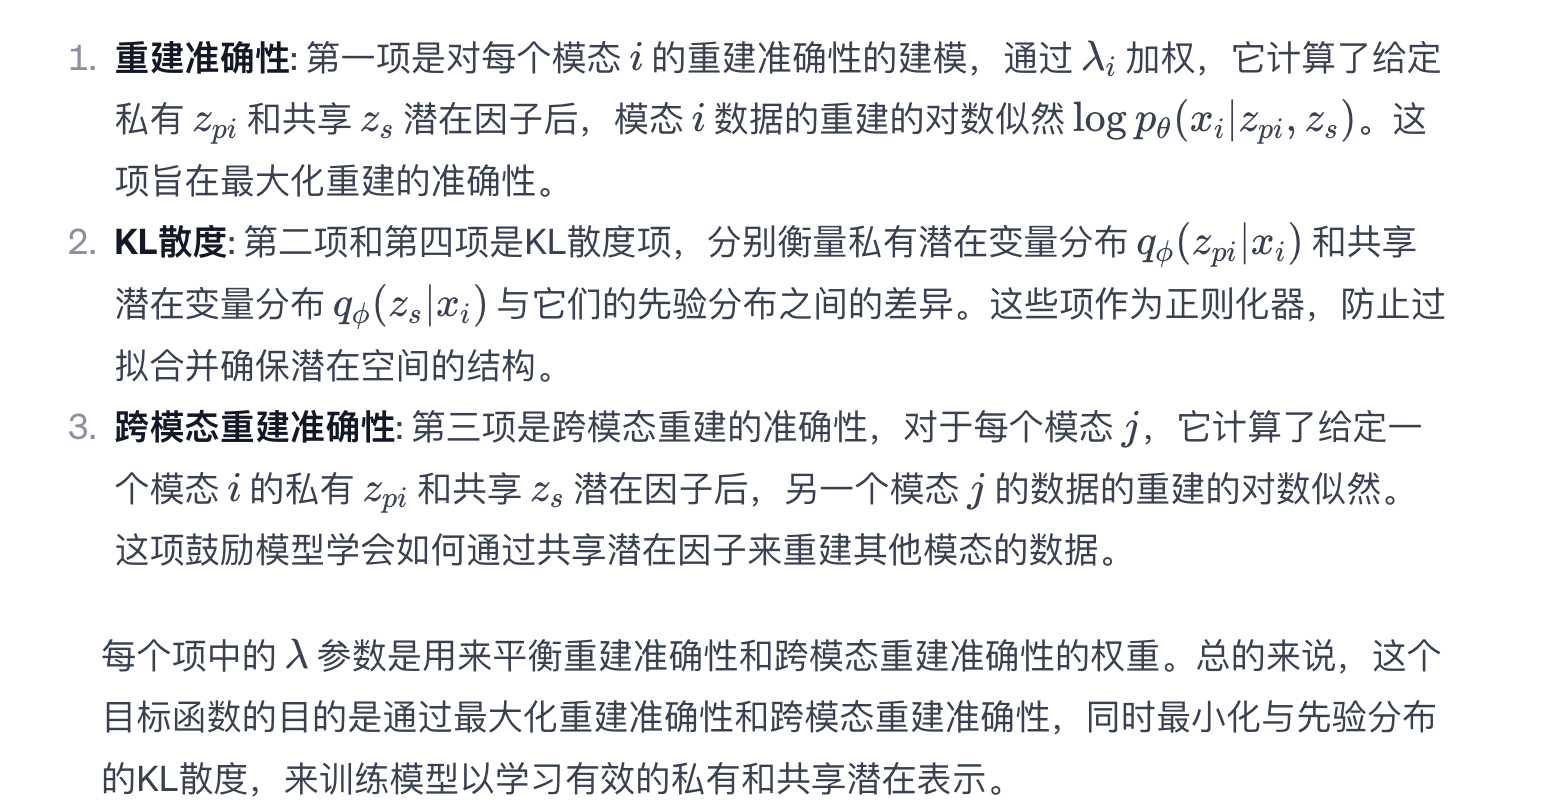 1. 重建准确性: 第一项是对每个模态 i 的重建准确性的建模，通过 λ_i 加权，它计算了给定
私有 z_{pi} 和共享 z_s 潜在因子后，模态 i 数据的重建的对数似然 log p_θ(x_i|z_{pi}, z_s)。这
项旨在最大化重建的准确性。
2. KL散度: 第二项和第四项是KL散度项，分别衡量私有潜在变量分布 q_ϕ(z_{pi}|x_i) 和共享
潜在变量分布 q_ϕ(z_s|x_i) 与它们的先验分布之间的差异。这些项作为正则化器，防止过
拟合并确保潜在空间的结构。
3. 跨模态重建准确性: 第三项是跨模态重建的准确性，对于每个模态 j，它计算了给定一
个模态 i 的私有 z_{pi} 和共享 z_s 潜在因子后，另一个模态 j 的数据的重建的对数似然。
这项鼓励模型学会如何通过共享潜在因子来重建其他模态的数据。
每个项中的 λ 参数是用来平衡重建准确性和跨模态重建准确性的权重。总的来说，这个
目标函数的目的是通过最大化重建准确性和跨模态重建准确性，同时最小化与先验分布
的KL散度，来训练模型以学习有效的私有和共享潜在表示。